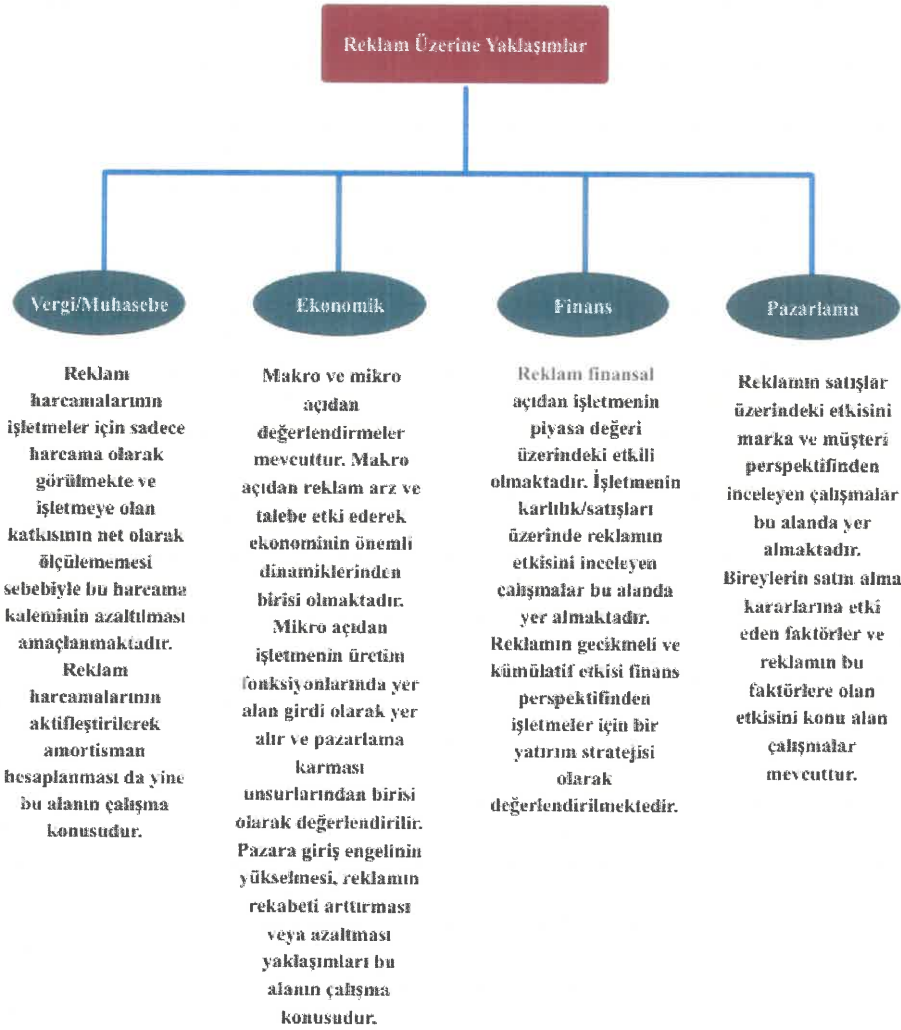 Reklam Üzerine Yaklaşımlar
Vergi/Muhasebe
Reklam
harcamalarının
işletmeler için sadece
harcama olarak
görülmekte ve
işletmeye olan
katkısının net olarak
ölçülememesi
sebebiyle bu harcama
kaleminin azaltılması
amaçlanmaktadır.
Reklam
harcamalarının
aktifleştirilerek
amortisman
hesaplanması da yine
bu alanın çalışma
konusudur.
Ekonomik
Makro ve mikro
açıdan
değerlendirmeler
mevcuttur. Makro
açıdan reklam arz ve
talebe etki ederek
ekonominin önemli
dinamiklerinden
birisi olmaktadır.
Mikro açıdan
işletmenin üretim
fonksiyonlarında yer
alan girdi olarak yer
alır ve pazarlama
karması
unsurlarından birisi
olarak değerlendirilir.
Pazara giriş engelinin
yükselmesi, reklamın
rekabeti arttırması
veya azaltması
yaklaşımları bu
alanın çalışma
konusudur.
Finans
Reklam finansal
açıdan işletmenin
piyasa değeri
üzerindeki etkili
olmaktadır. İşletmenin
karlılık/satışları
üzerinde reklamın
etkisini inceleyen
çalışmalar bu alanda
yer almaktadır.
Reklamın gecikmeli ve
kümülatif etkisi finans
perspektifinden
işletmeler için bir
yatırım stratejisi
olarak
değerlendirilmektedir.
Pazarlama
Reklamın satışlar
üzerindeki etkisini
marka ve müşteri
perspektifinden
inceleyen çalışmalar
bu alanda yer
almaktadır.
Bireylerin satın alma
kararlarına etki
eden faktörler ve
reklamın bu
faktörlere olan
etkisini konu alan
çalışmalar
mevcuttur.